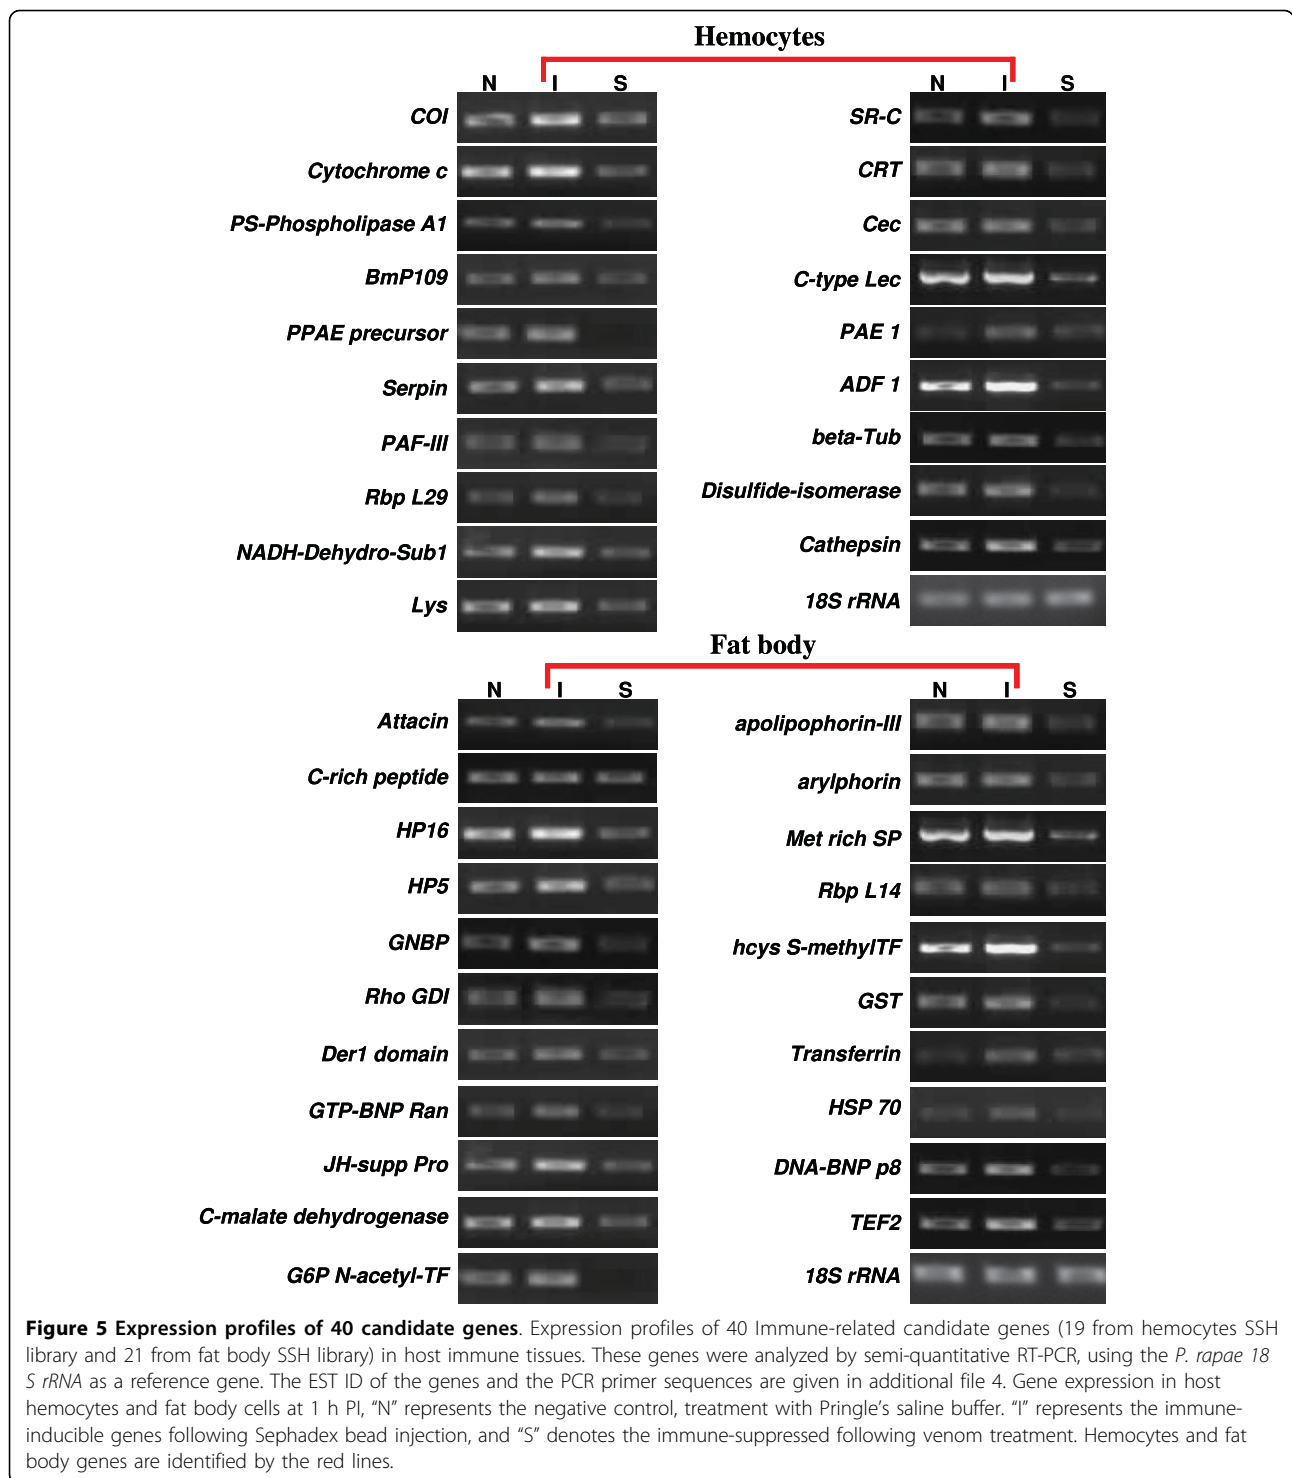 Hemocytes
N I S
COI
Cytochrome c
PS-Phospholipase A1
BmP109
PPAE precursor
Serpin
PAF-III
Rbp L29
NADH-Dehydro-Sub1
Lys
N I S
SR-C
CRT
Cec
C-type Lec
PAE 1
ADF 1
beta-Tub
Disulfide-isomerase
Cathepsin
18S rRNA
Fat body
N I S
Attacin
C-rich peptide
HP16
HP5
GNBP
Rho GDI
Der1 domain
GTP-BNP Ran
JH-supp Pro
C-malate dehydrogenase
G6P N-acetyl-TF
N I S
apolipophorin-III
arylphorin
Met rich SP
Rbp L14
hcys S-methylTF
GST
Transferrin
HSP 70
DNA-BNP p8
TEF2
18S rRNA
Figure 5 Expression profiles of 40 candidate genes. Expression profiles of 40 Immune-related candidate genes (19 from hemocytes SSH
library and 21 from fat body SSH library) in host immune tissues. These genes were analyzed by semi-quantitative RT-PCR, using the P. rapae 18
S rRNA as a reference gene. The EST ID of the genes and the PCR primer sequences are given in additional file 4. Gene expression in host
hemocytes and fat body cells at 1 h PI, “N” represents the negative control, treatment with Pringle’s saline buffer. “I” represents the immune-
inducible genes following Sephadex bead injection, and “S” denotes the immune-suppressed following venom treatment. Hemocytes and fat
body genes are identified by the red lines.